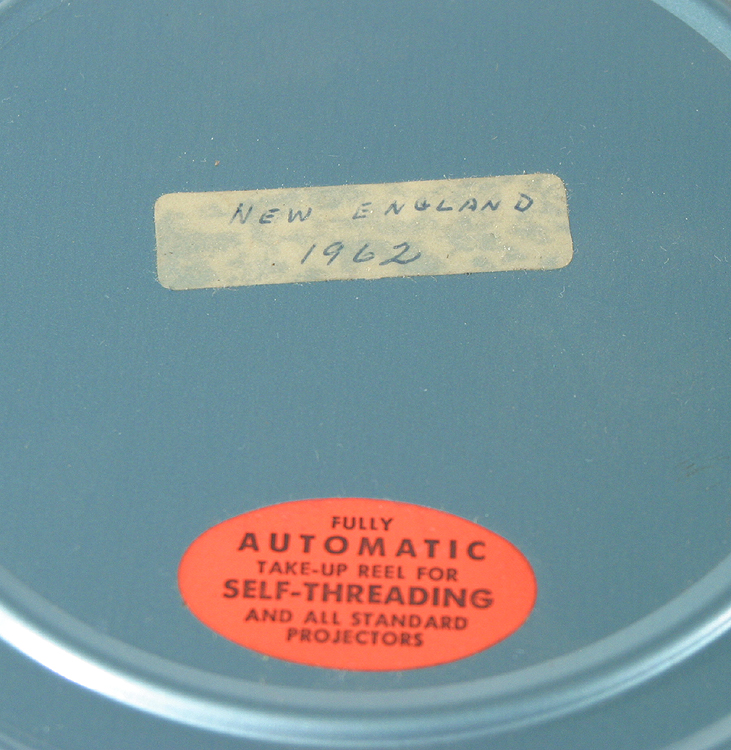 NEW ENGLAND
1962
FULLY
AUTOMATIC
TAKE-UP REEL FOR
SELF-THREADING
AND ALL STANDARD
PROJECTORS